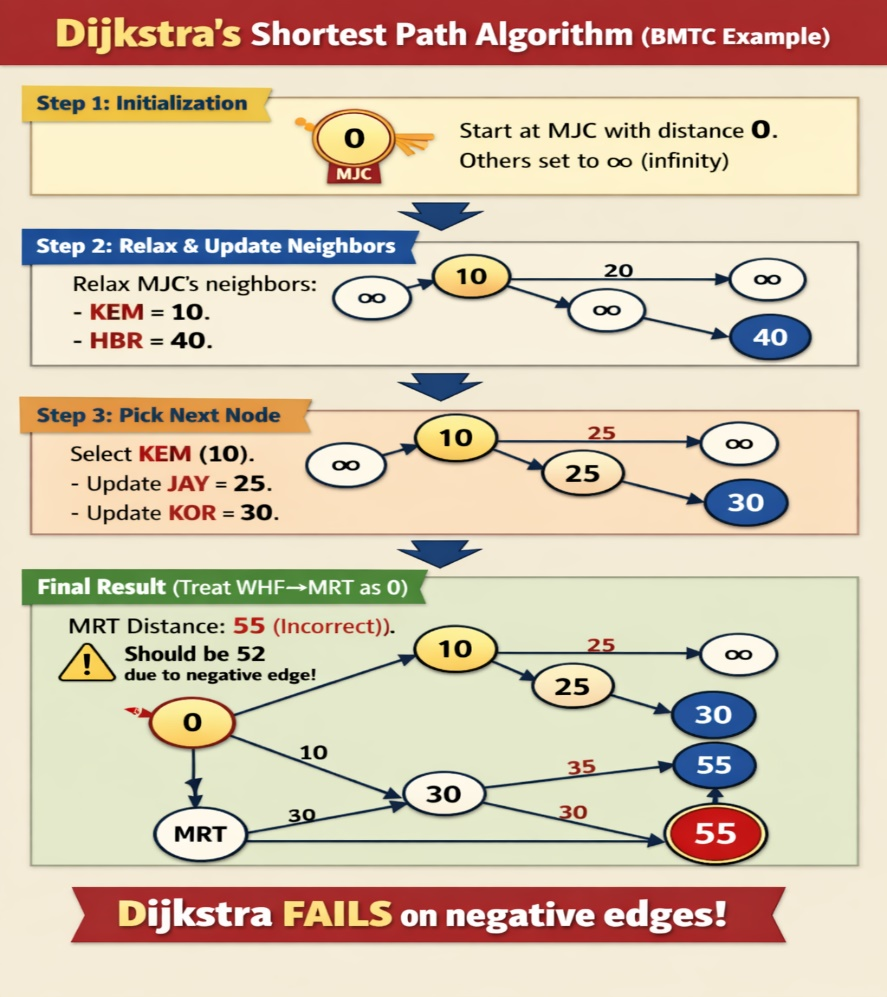 Dijkstra's Shortest Path Algorithm (BMTC Example)
Step 1: Initialization
0
MJC
Start at MJC with distance 0.
Others set to ∞ (infinity)
Step 2: Relax & Update Neighbors
Relax MJC's neighbors:
- KEM = 10.
- HBR = 40.
∞
10
20
∞
∞
40
Step 3: Pick Next Node
Select KEM (10).
- Update JAY = 25.
- Update KOR = 30.
∞
10
25
∞
25
30
Final Result (Treat WHF→MRT as 0)
MRT Distance: 55 (Incorrect)).
! Should be 52
due to negative edge!
10
25
∞
25
30
0
10
30
35
55
MRT
30
30
55
Dijkstra FAILS on negative edges!